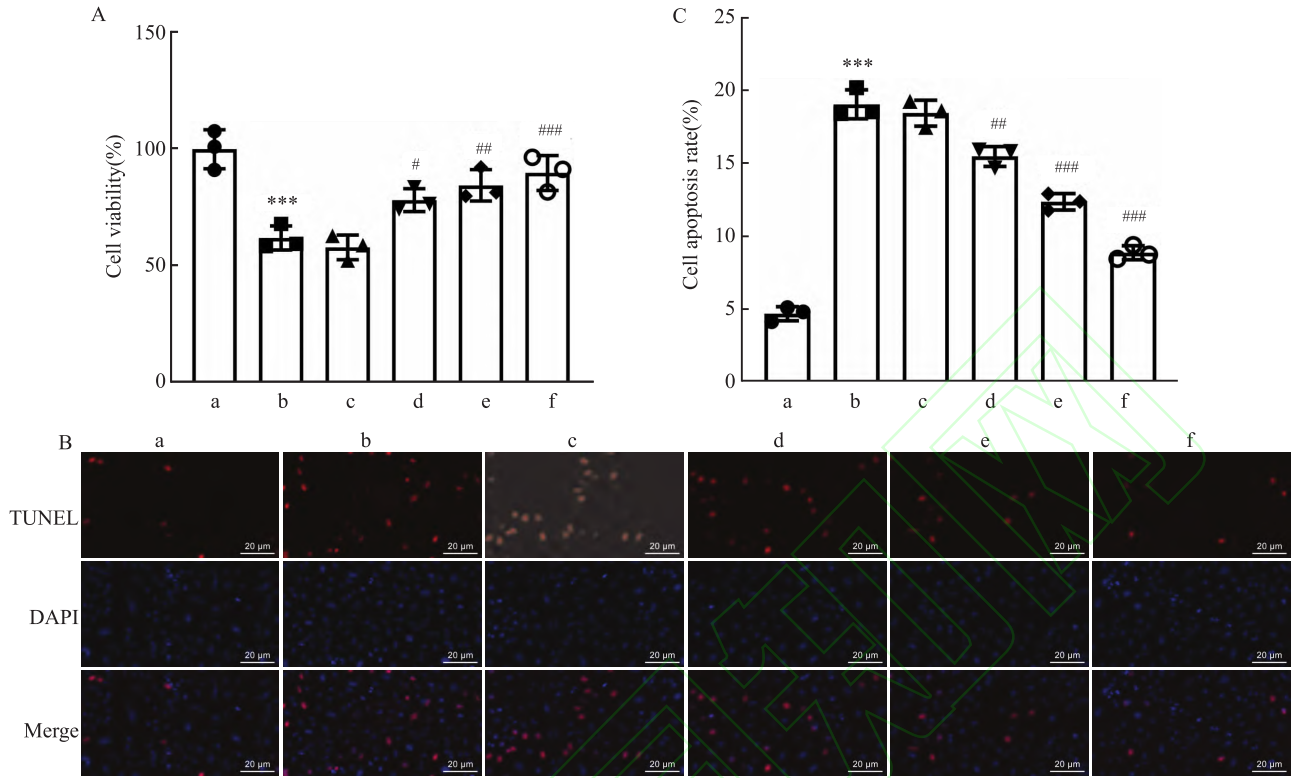 A
Cell viability(%)
150
100
50
0
***
#
##
###
a b c d e f
C
Cell apoptosis rate(%)
25
20
15
10
5
0
***
##
###
###
a b c d e f
B
a b c d e f
TUNEL
20 μm 20 μm 20 μm 20 μm 20 μm 20 μm
DAPI
20 μm 20 μm 20 μm 20 μm 20 μm 20 μm
Merge
20 μm 20 μm 20 μm 20 μm 20 μm 20 μm